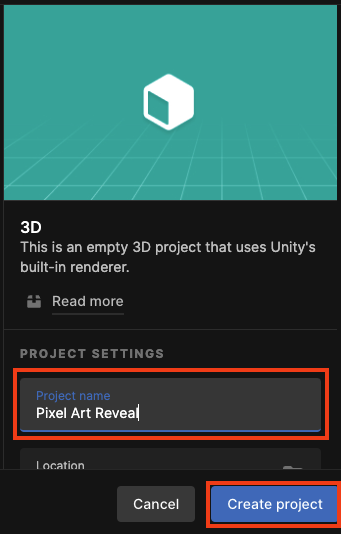 3D
This is an empty 3D project that uses Unity's
built-in renderer.
Read more
PROJECT SETTINGS
Project name
Pixel Art Reveal
Location
Cancel
Create project